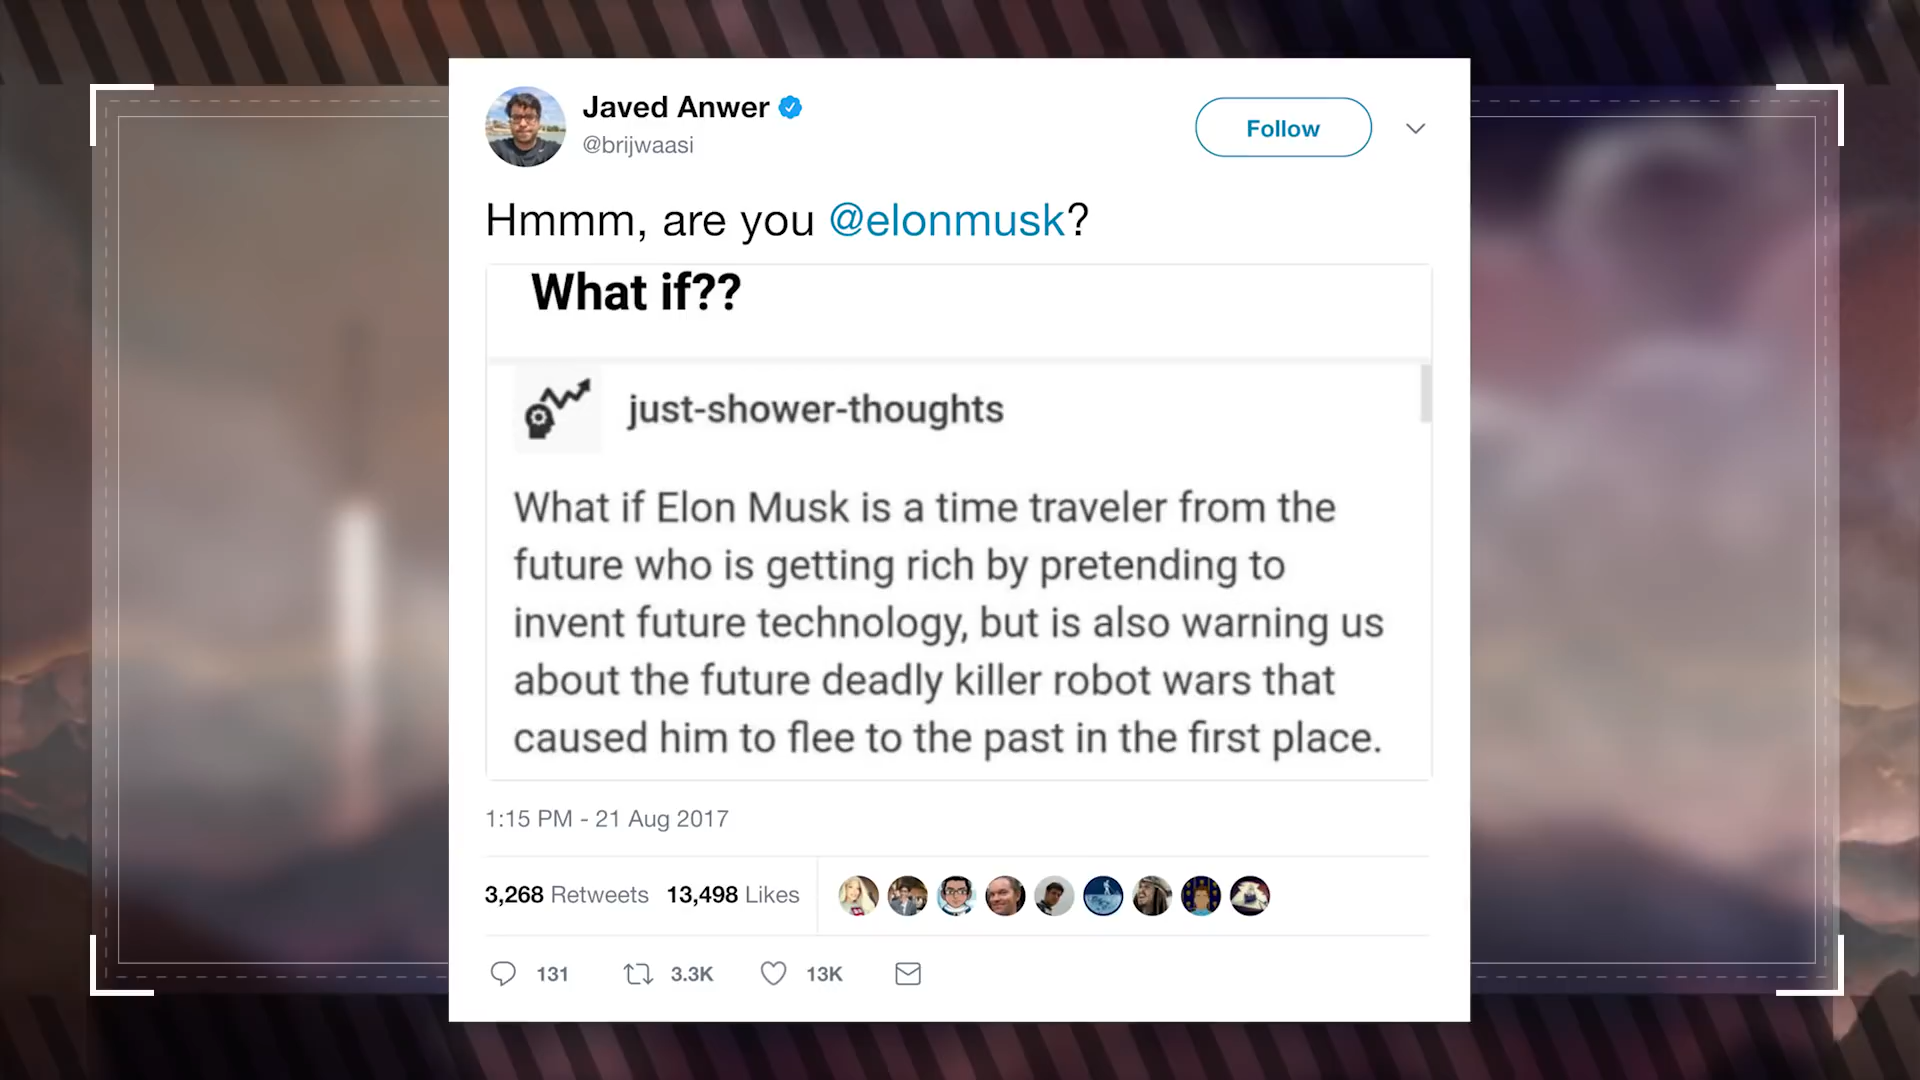 Javed Anwer
@brijwaasi
Follow
Hmmm, are you @elonmusk?
What if??
just-shower-thoughts
What if Elon Musk is a time traveler from the
future who is getting rich by pretending to
invent future technology, but is also warning us
about the future deadly killer robot wars that
caused him to flee to the past in the first place.
1:15 PM - 21 Aug 2017
3,268 Retweets 13,498 Likes
131 3.3K 13K